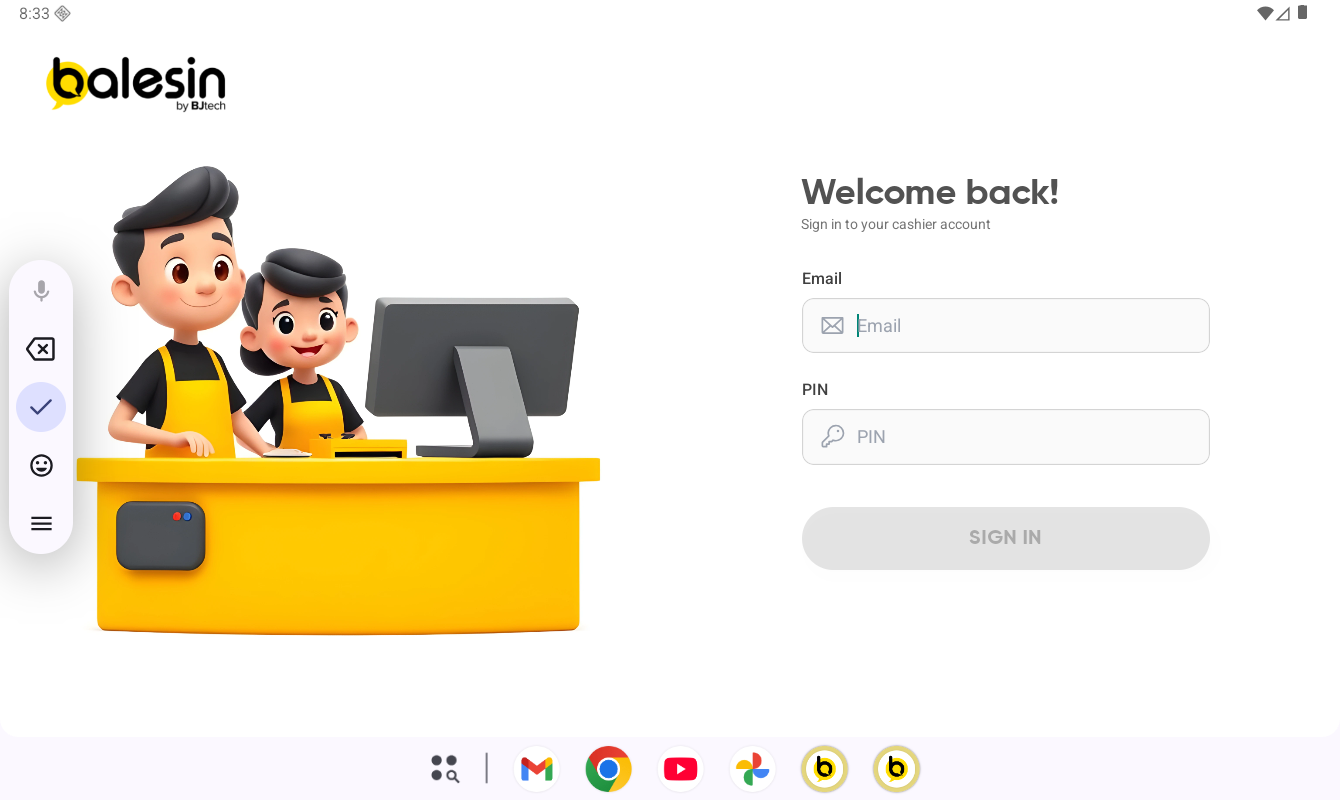 8:33
balesin
by BJtech
Welcome back!
Sign in to your cashier account
Email
Email
PIN
PIN
SIGN IN